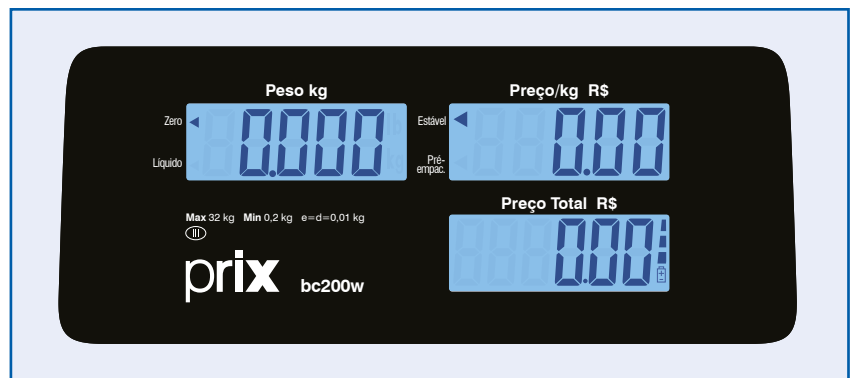 Peso kg
Preço/kg R$
Zero
0.000
Estável
0.00
Líquido
Pré-
empac.
Preço Total R$
Max 32 kg Min 0,2 kg e=d=0,01 kg
III
0.00
prix bc200w